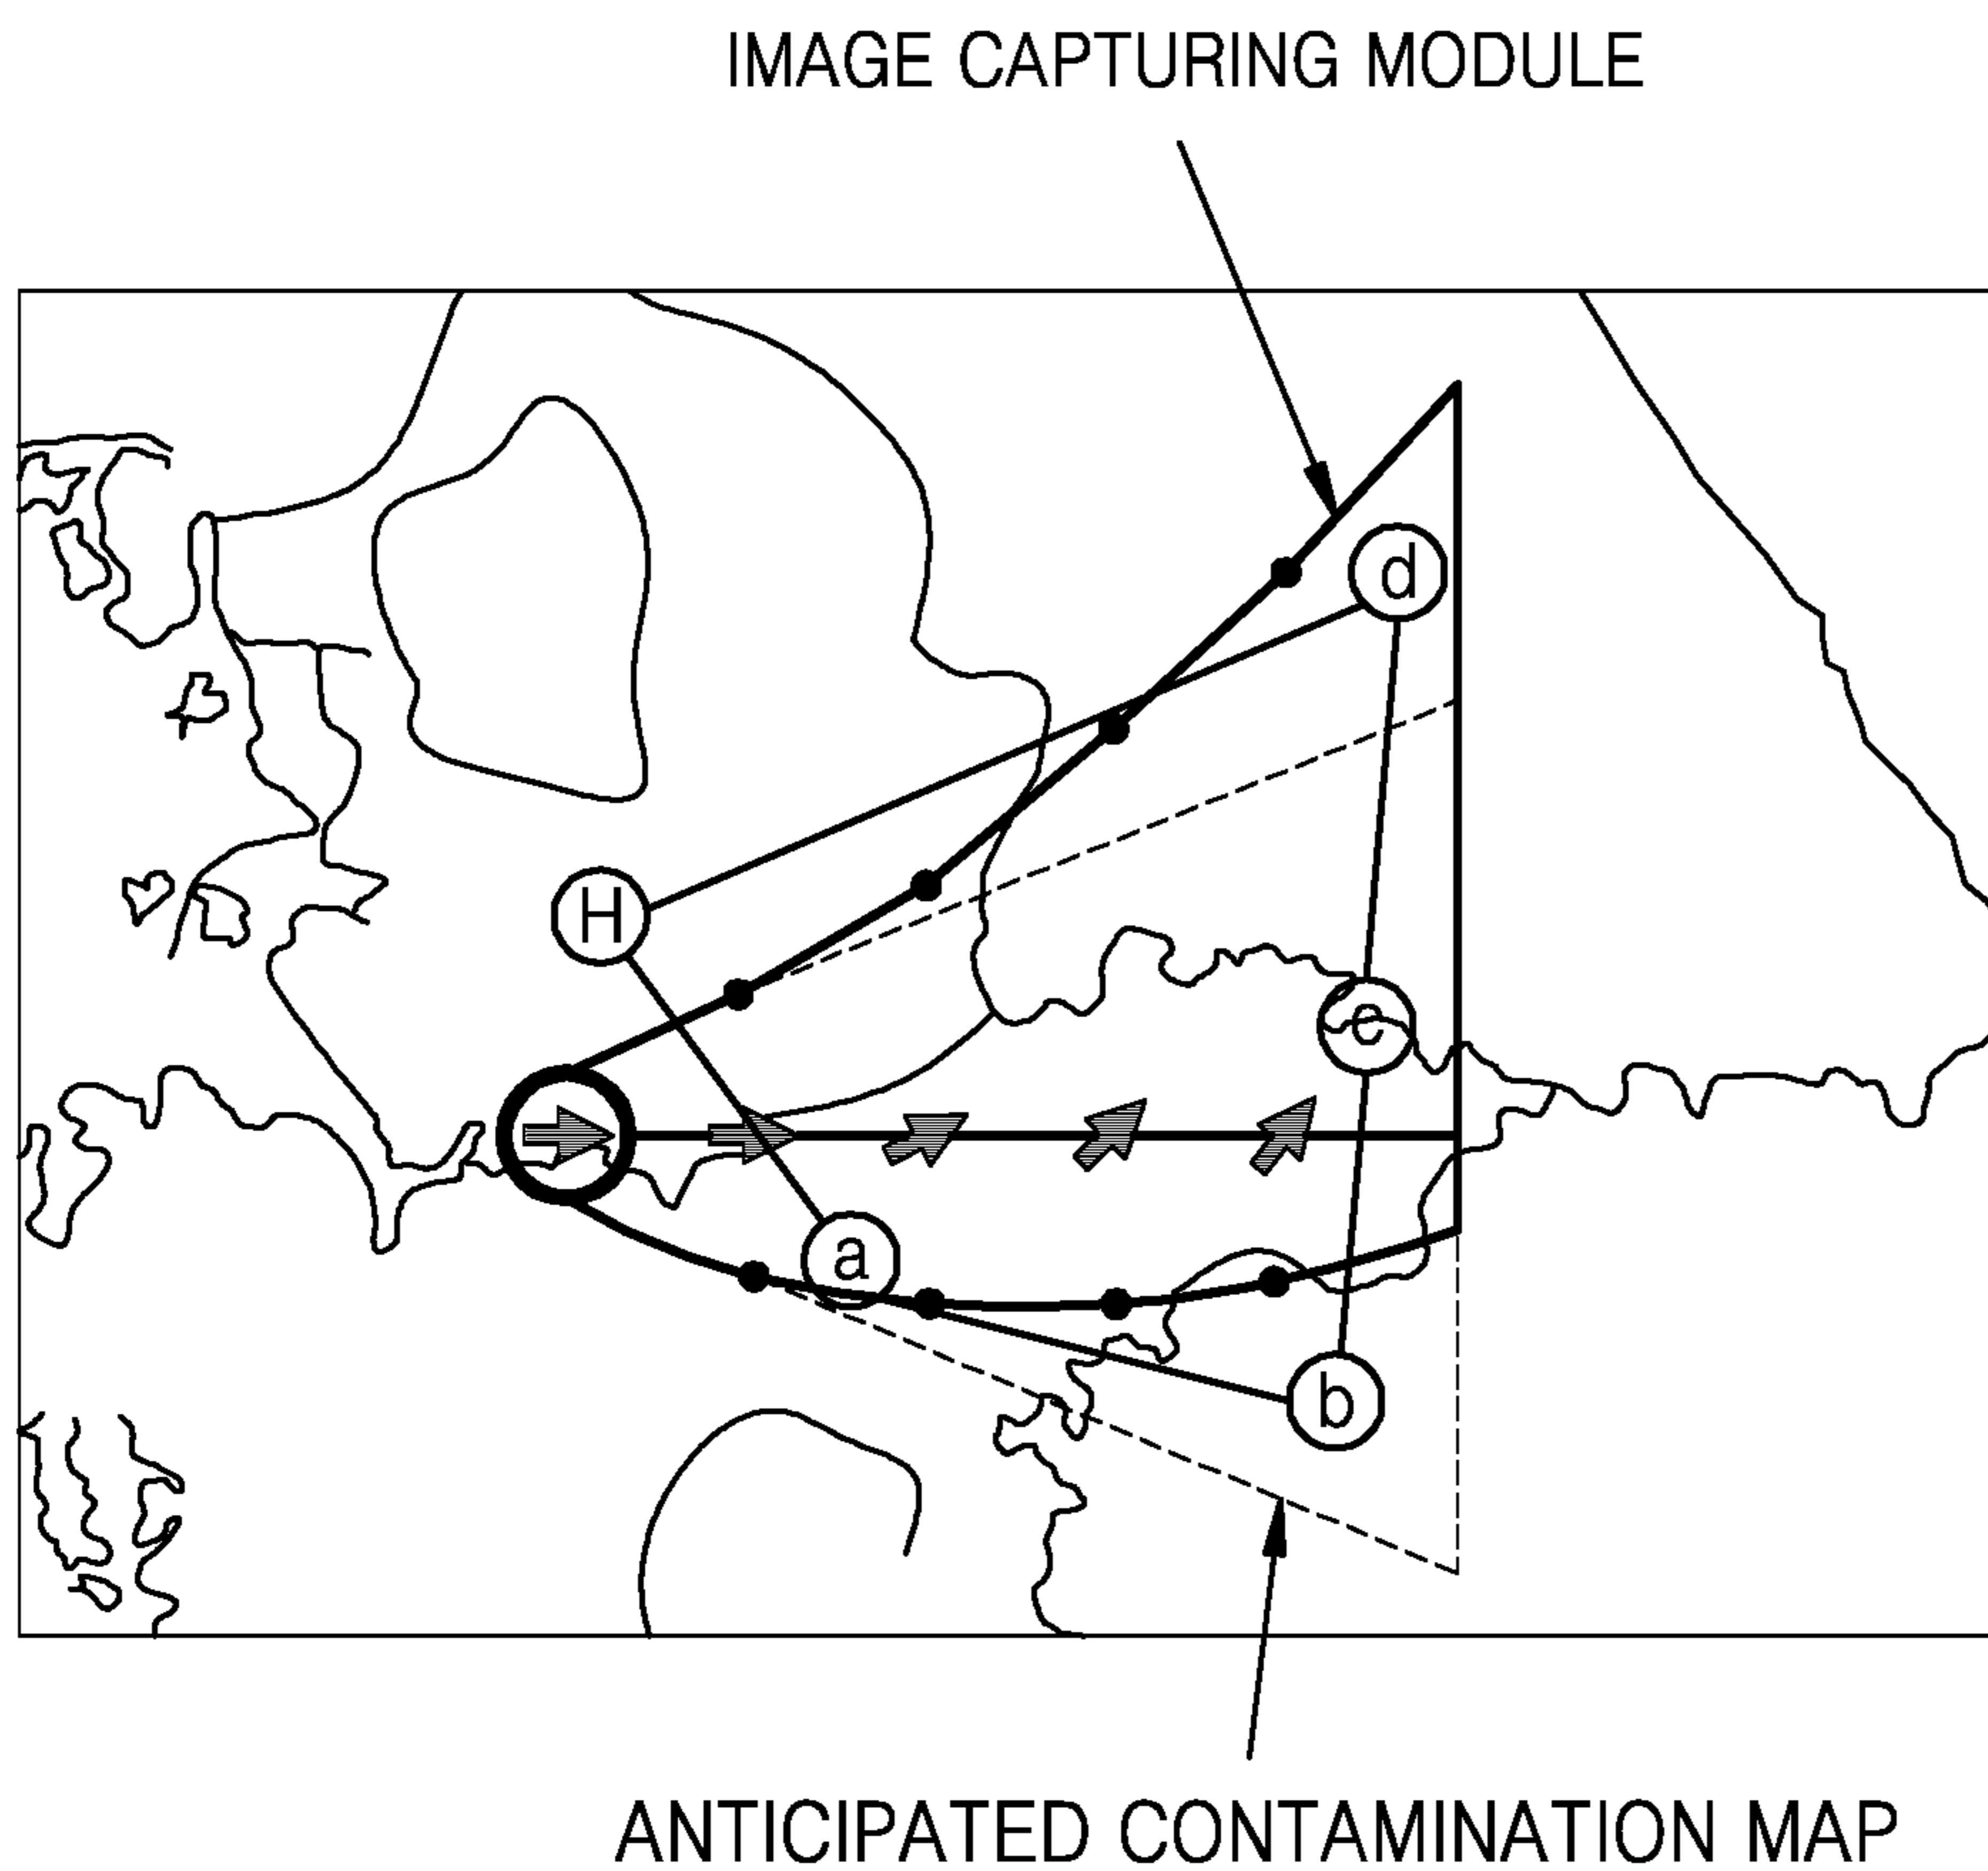 IMAGE CAPTURING MODULE
d
H
c
a
b
ANTICIPATED CONTAMINATION MAP